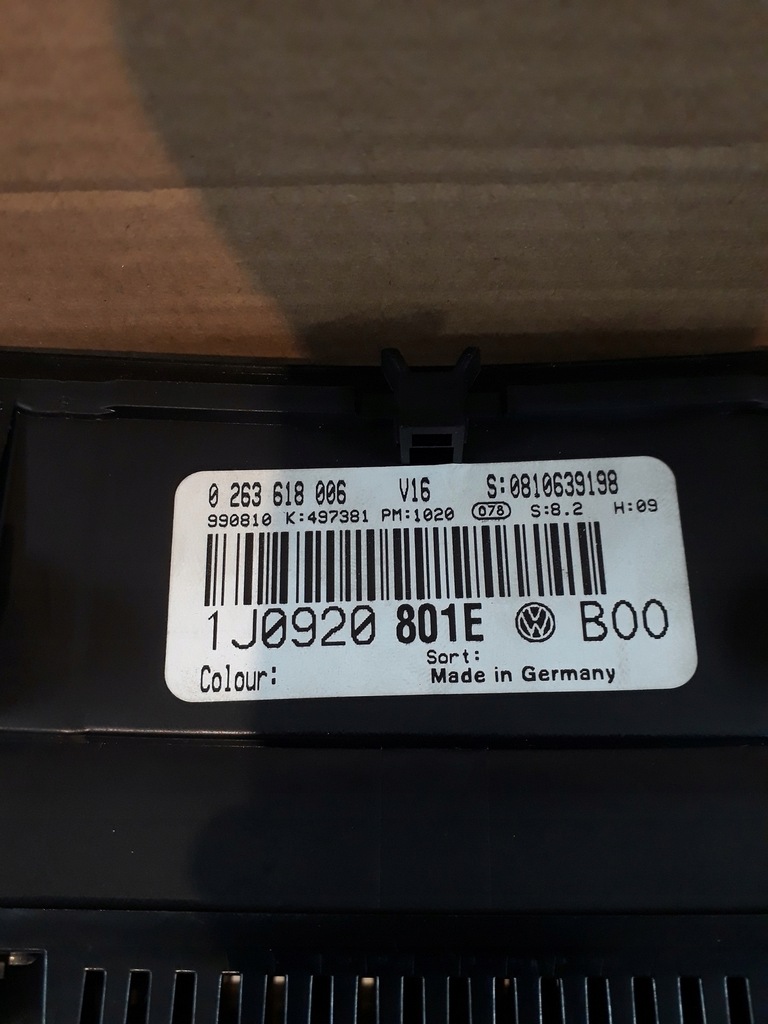 0 263 618 006 V16 S:0810639198
990810 K:497381 PM:1020 078 S:8.2 H:09
1J0920 801E VW B00
Sort:
Colour: Made in Germany